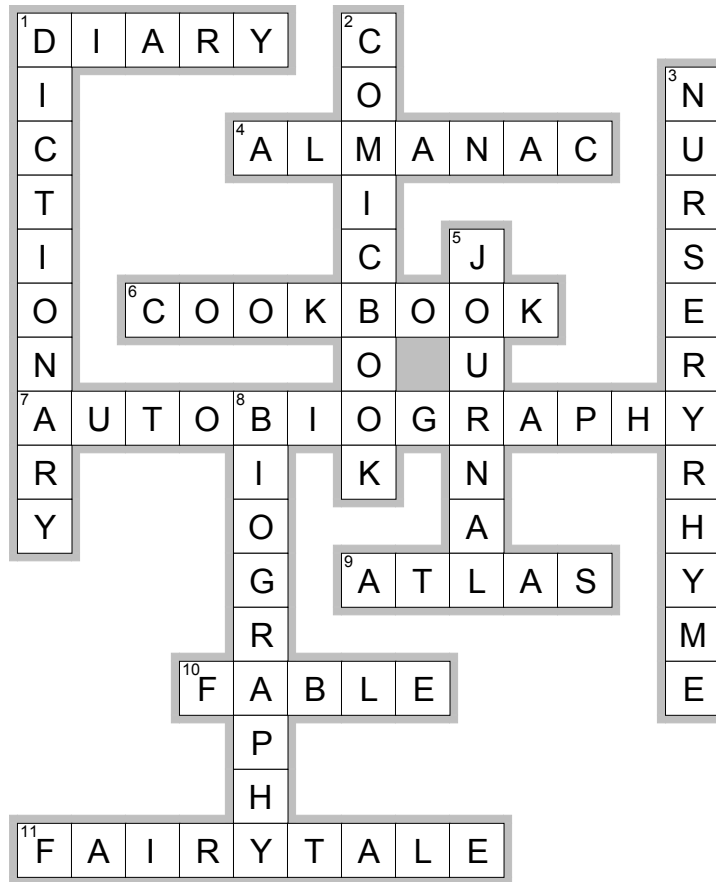 1 D I A R Y 2 C
I O 3 N
C 4 A L M A N A C U
T I R
I C 5 J S
O 6 C O O K B O O K E
N O U R
7 A U T O 8 B I O G R A P H Y
R I K N R
Y O A H
G 9 A T L A S Y
R M
10 F A B L E E
P
H
11 F A I R Y T A L E